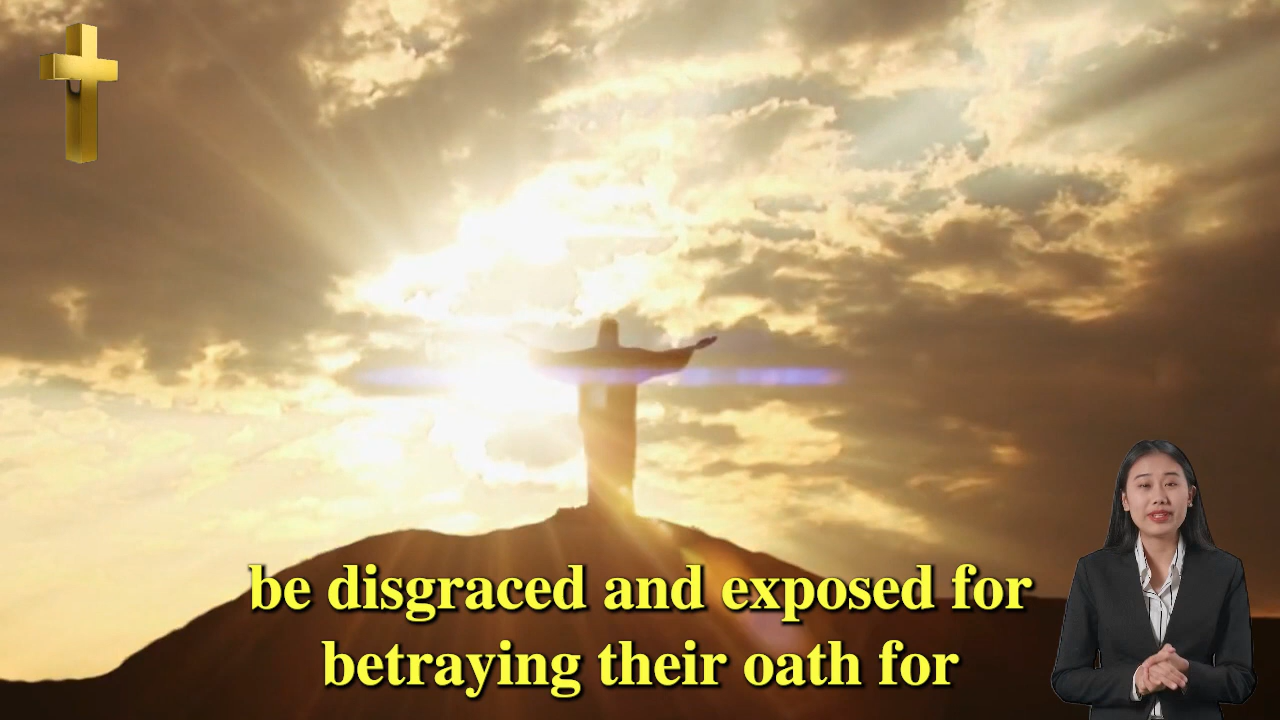 be disgraced and exposed for
betraying their oath for